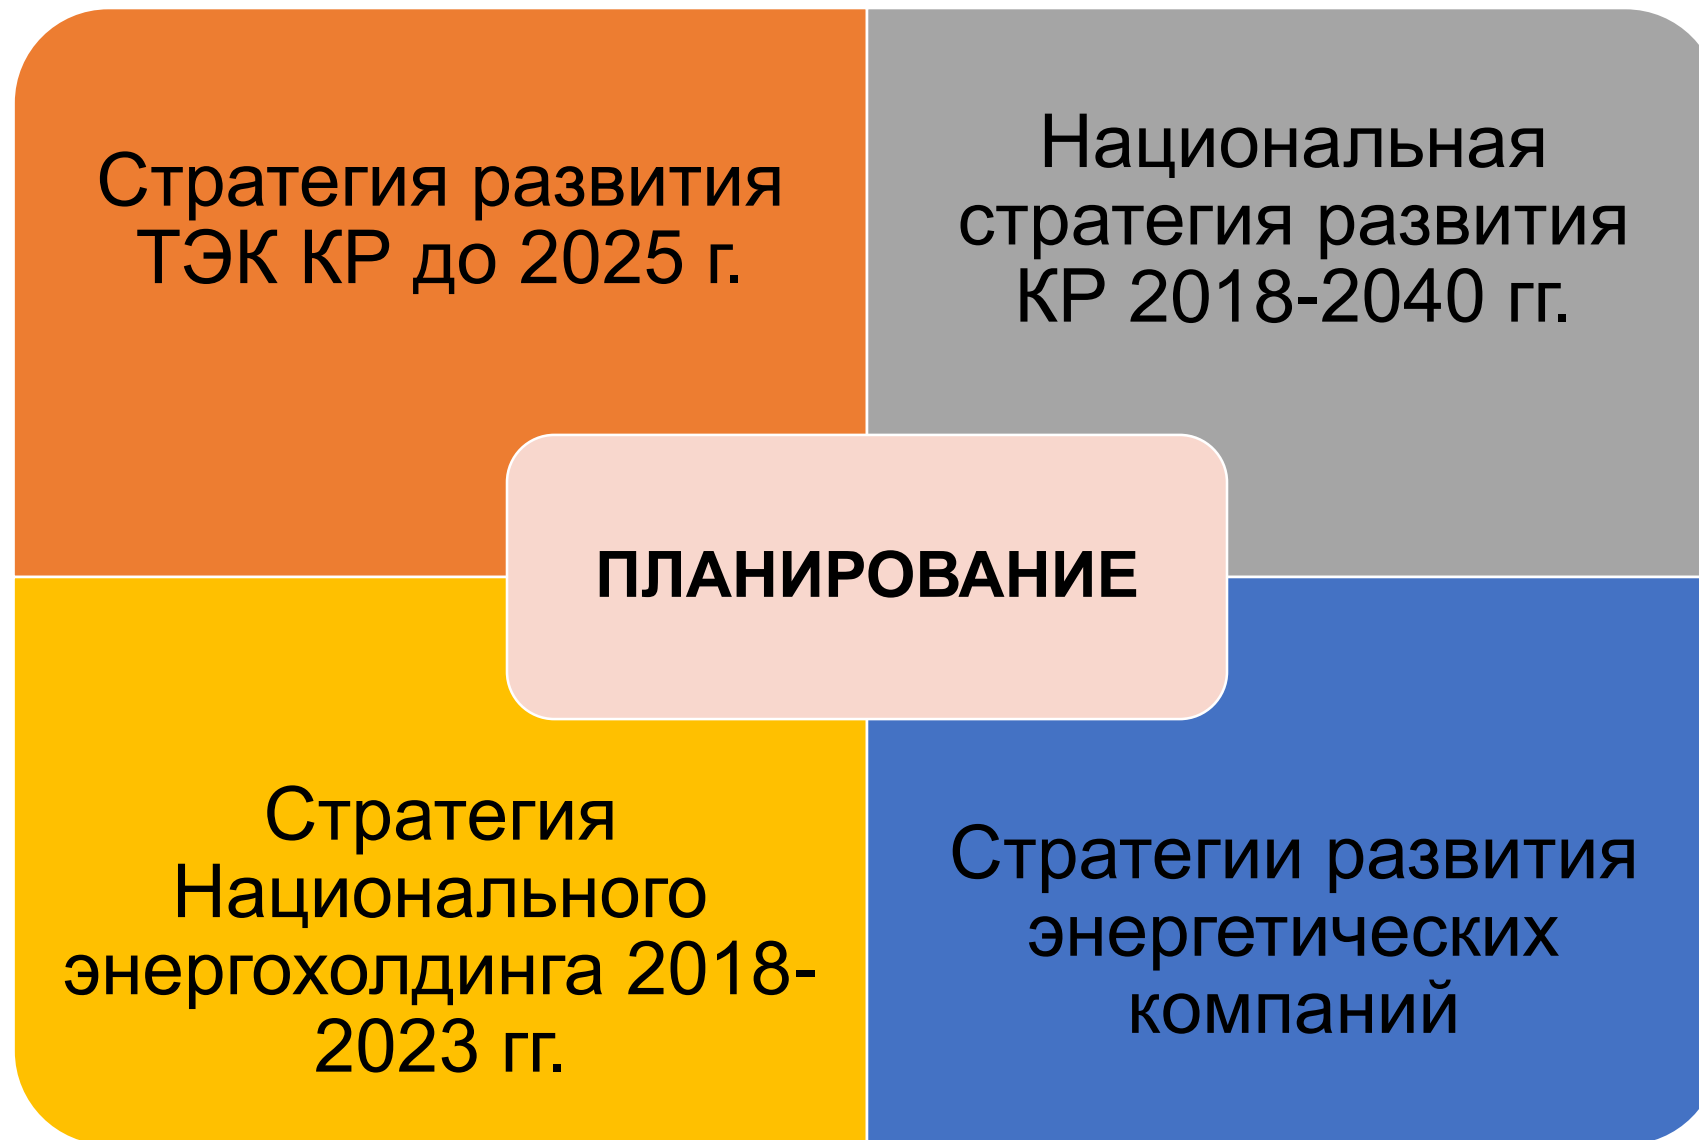 Стратегия развития
ТЭК КР до 2025 г.
Национальная
стратегия развития
КР 2018-2040 гг.
ПЛАНИРОВАНИЕ
Стратегия
Национального
энергохолдинга 2018-
2023 гг.
Стратегии развития
энергетических
компаний